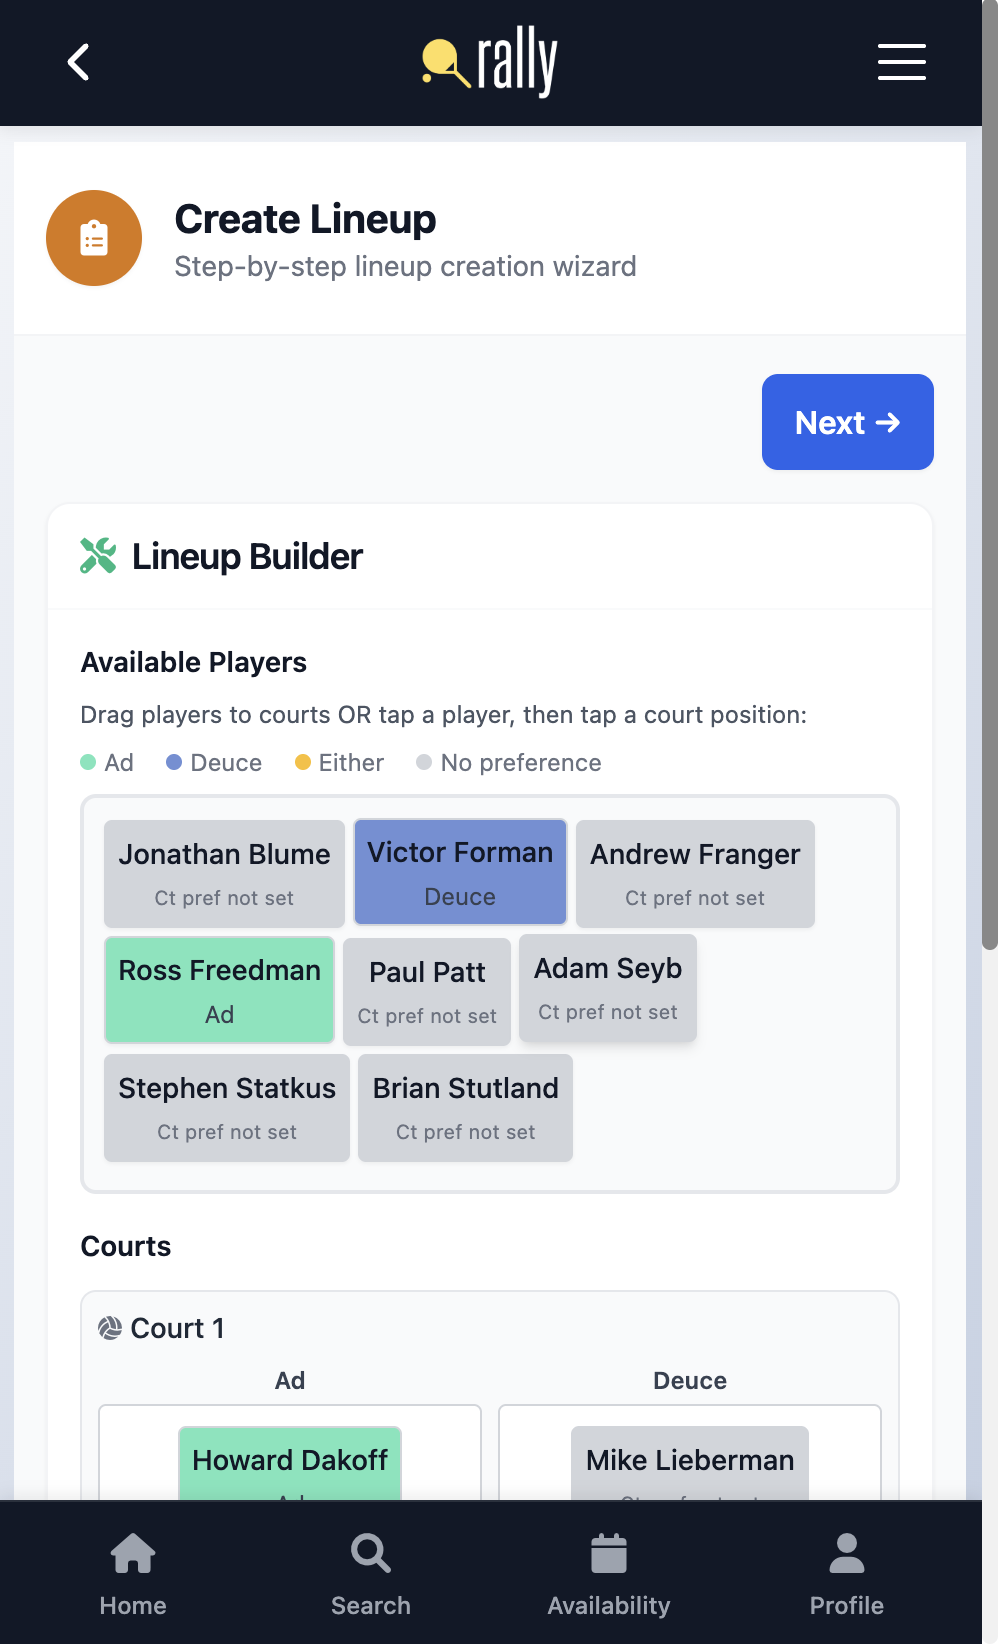 rally
Create Lineup
Step-by-step lineup creation wizard
Next →
Lineup Builder
Available Players
Drag players to courts OR tap a player, then tap a court position:
Ad Deuce Either No preference
Jonathan Blume Victor Forman Andrew Franger
Ct pref not set Deuce Ct pref not set
Ross Freedman Paul Patt Adam Seyb
Ad Ct pref not set Ct pref not set
Stephen Statkus Brian Stutland
Ct pref not set Ct pref not set
Courts
Court 1
Ad Deuce
Howard Dakoff Mike Lieberman
Home Search Availability Profile